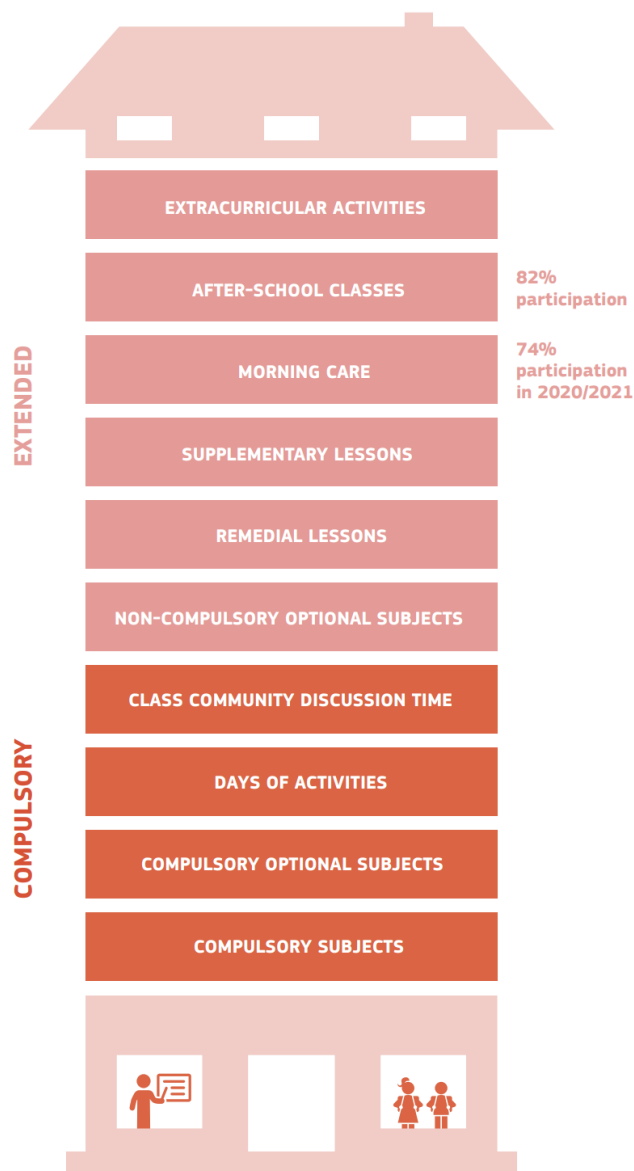 EXTRACURRICULAR ACTIVITIES
AFTER-SCHOOL CLASSES
82%
participation
MORNING CARE
74%
participation
in 2020/2021
EXTENDED
SUPPLEMENTARY LESSONS
REMEDIAL LESSONS
NON-COMPULSORY OPTIONAL SUBJECTS
CLASS COMMUNITY DISCUSSION TIME
COMPULSORY
DAYS OF ACTIVITIES
COMPULSORY OPTIONAL SUBJECTS
COMPULSORY SUBJECTS